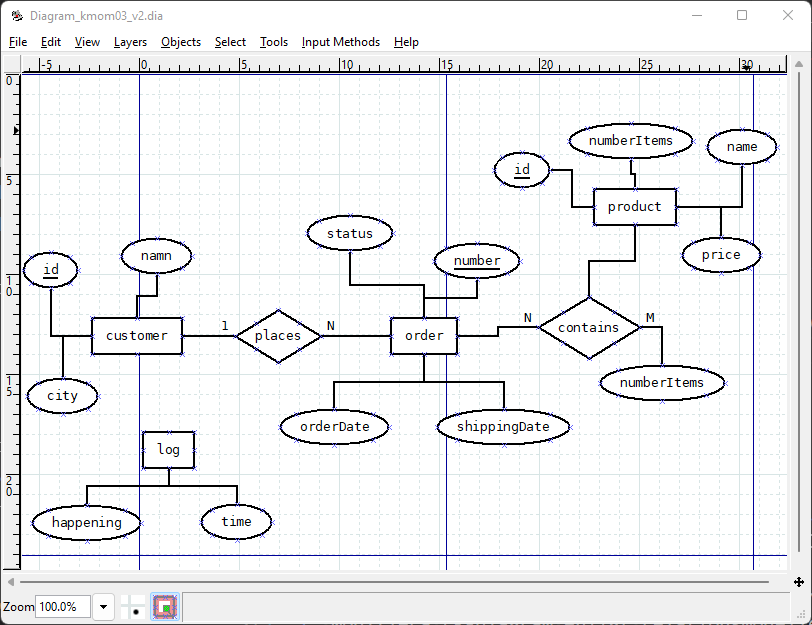 Diagram_kmom03_v2.dia
File Edit View Layers Objects Select Tools Input Methods Help
-5 0 5 10 15 20 25 30
0
5
10
15
20
numberItems
name
id
product
status
number
price
namn
id
customer
1
places
N
order
N
contains
M
numberItems
city
orderDate
shippingDate
log
happening
time
Zoom 100.0%